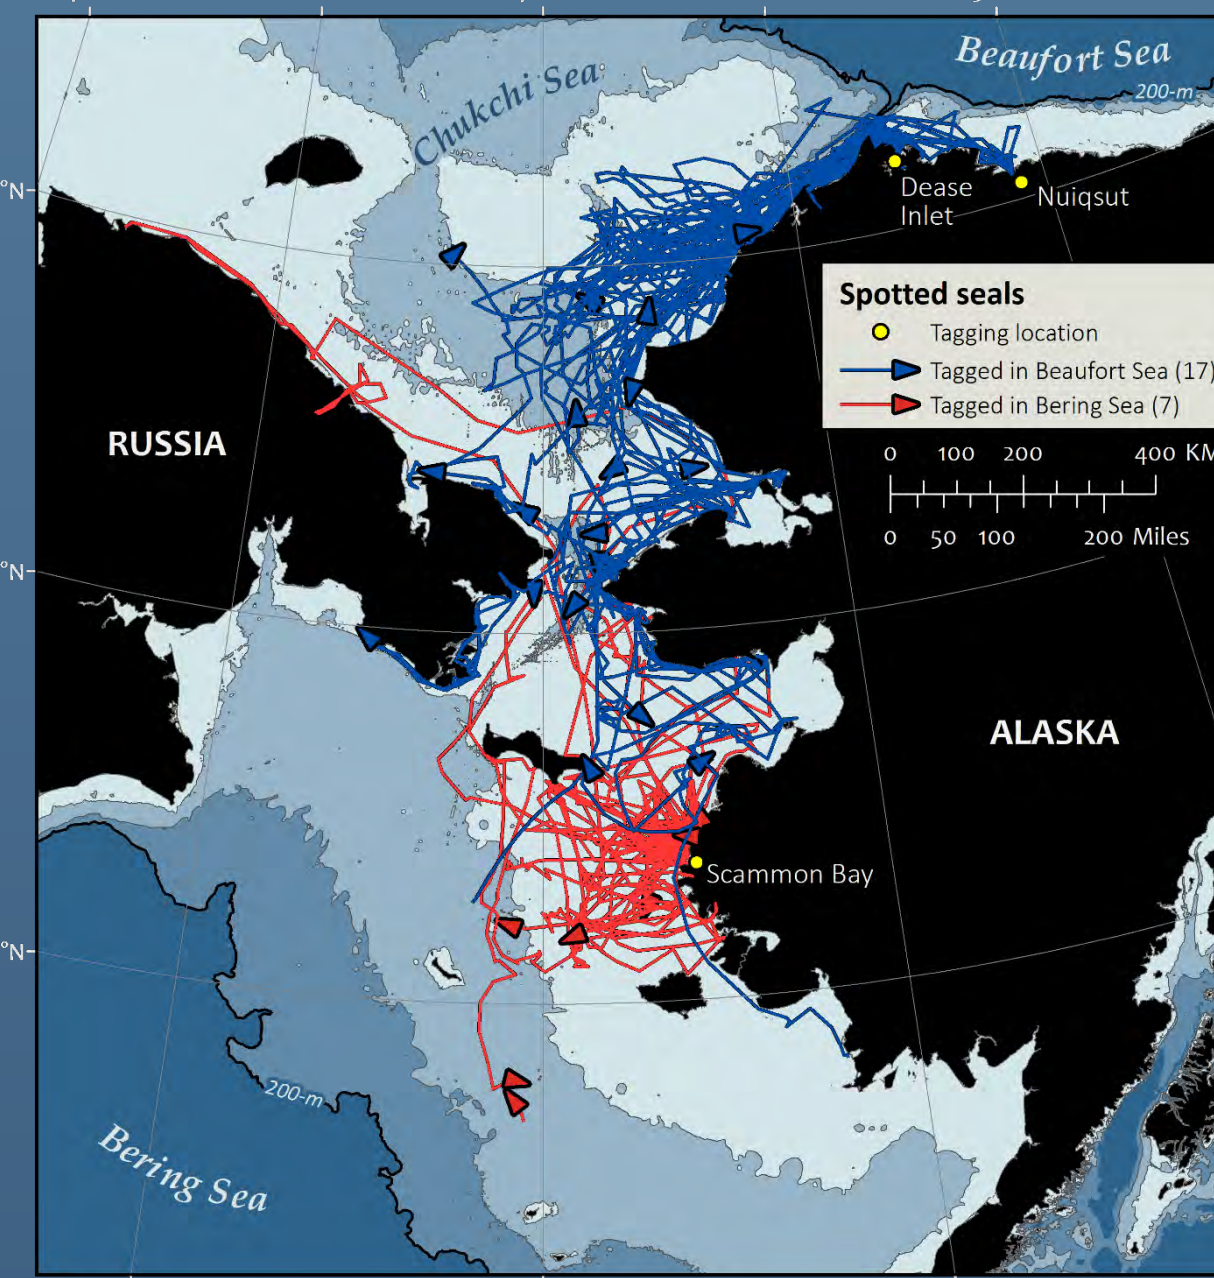 Beaufort Sea
200-m
Chukchi Sea
°N
Dease
Inlet
Nuiqsut
Spotted seals
Tagging location
Tagged in Beaufort Sea (17)
Tagged in Bering Sea (7)
RUSSIA
0 100 200 400 KM
0 50 100 200 Miles
°N
ALASKA
Scammon Bay
°N
200-m
Bering Sea